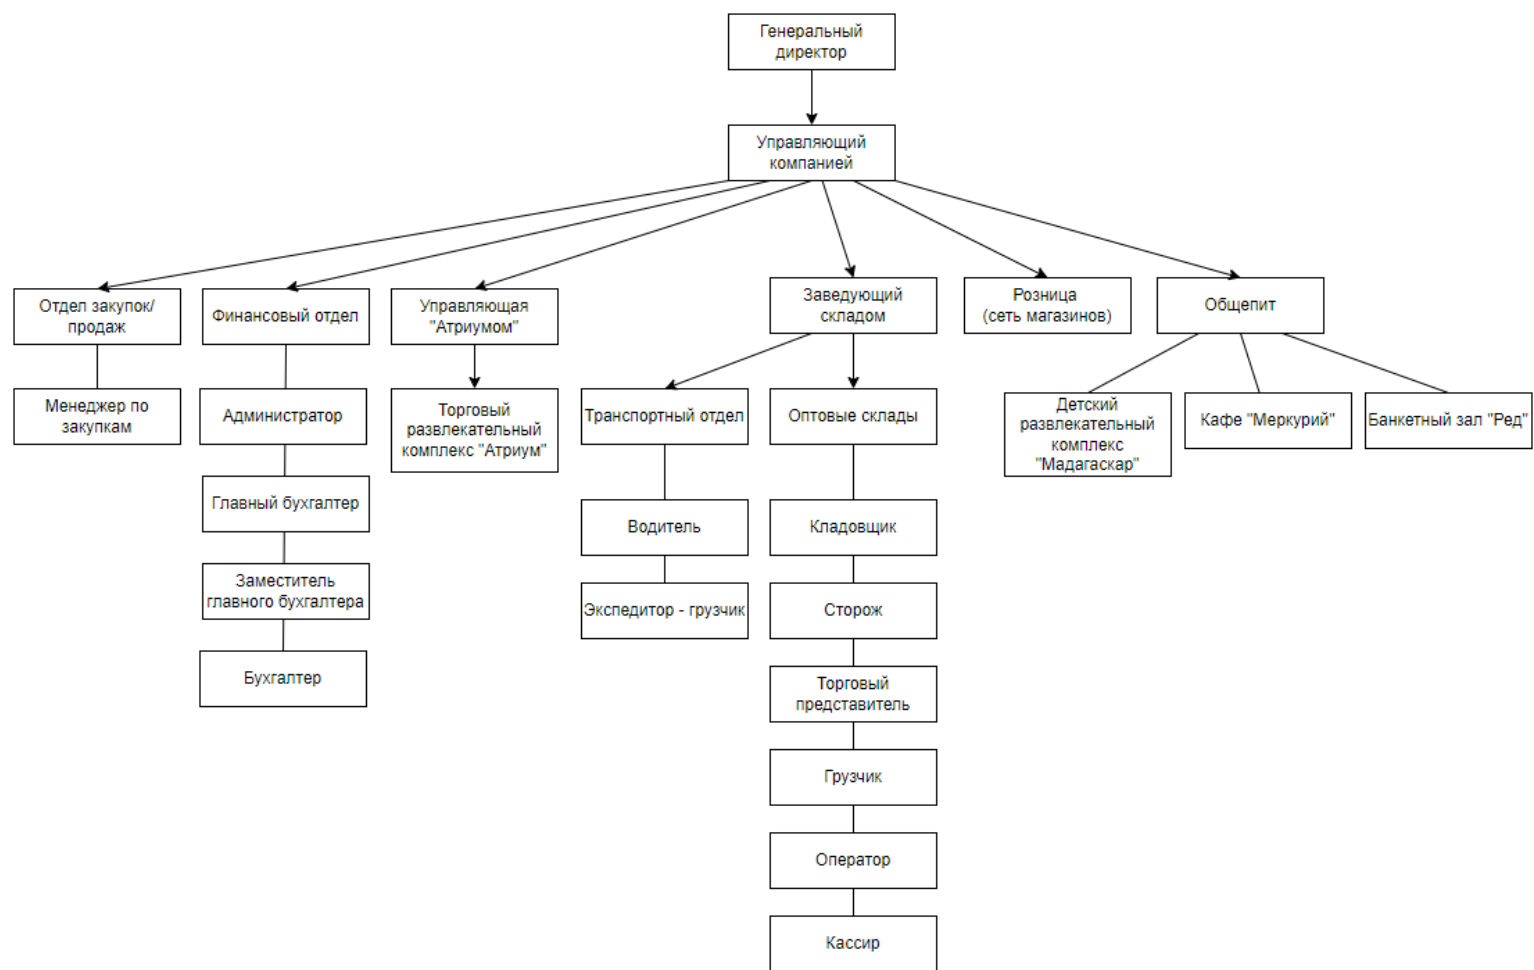 Генеральный
директор
Управляющий
компанией
Отдел закупок/
продаж
Финансовый отдел
Управляющая
"Атриумом"
Заведующий
складом
Розница
(сеть магазинов)
Общепит
Менеджер по
закупкам
Администратор
Торговый
развлекательный
комплекс "Атриум"
Транспортный отдел
Оптовые склады
Детский
развлекательный
комплекс
"Мадагаскар"
Кафе "Меркурий"
Банкетный зал "Ред"
Главный бухгалтер
Водитель
Кладовщик
Заместитель
главного бухгалтера
Экспедитор - грузчик
Сторож
Бухгалтер
Торговый
представитель
Грузчик
Оператор
Кассир